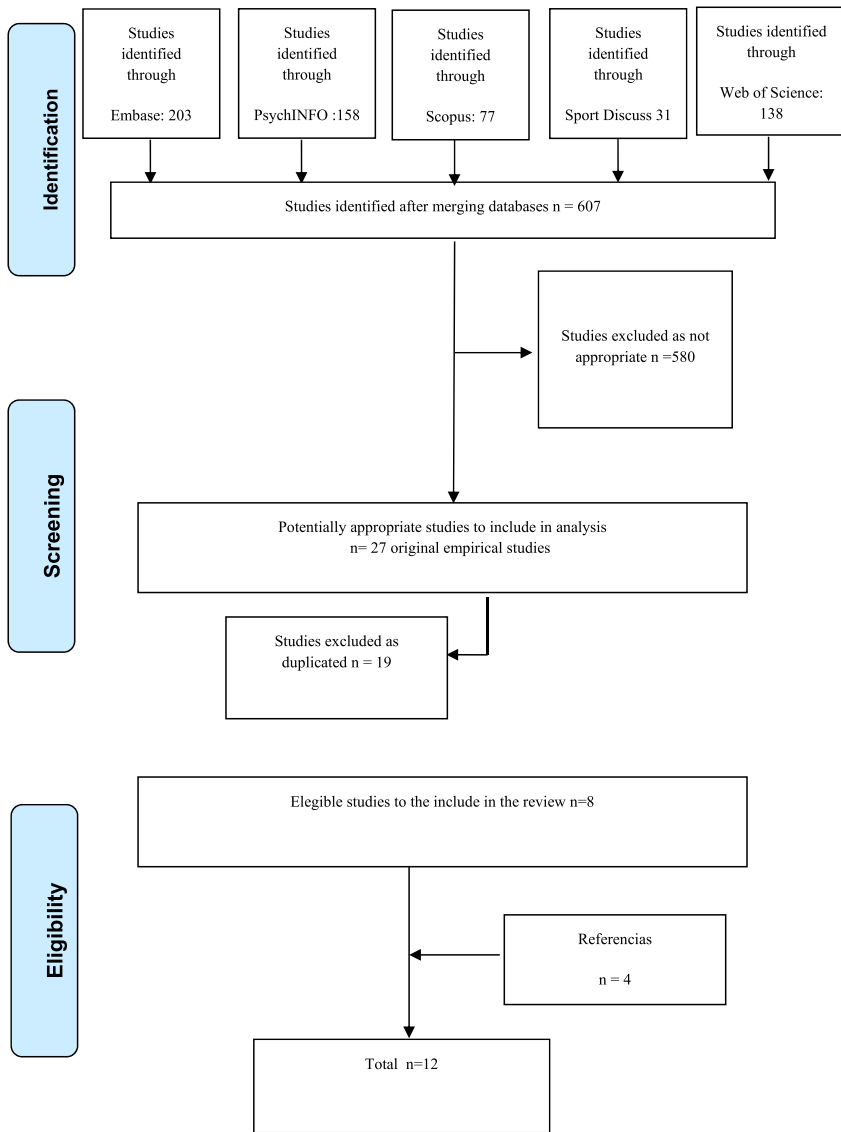 Identification
Studies
identified
through
Embase: 203
Studies
identified
through
PsychINFO :158
Studies
identified
through
Scopus: 77
Studies
identified
through
Sport Discuss 31
Studies identified
through
Web of Science:
138
Studies identified after merging databases n = 607
Studies excluded as not
appropriate n =580
Screening
Potentially appropriate studies to include in analysis
n= 27 original empirical studies
Studies excluded as
duplicated n = 19
Eligibility
Elegible studies to the include in the review n=8
Referencias
n = 4
Total n=12